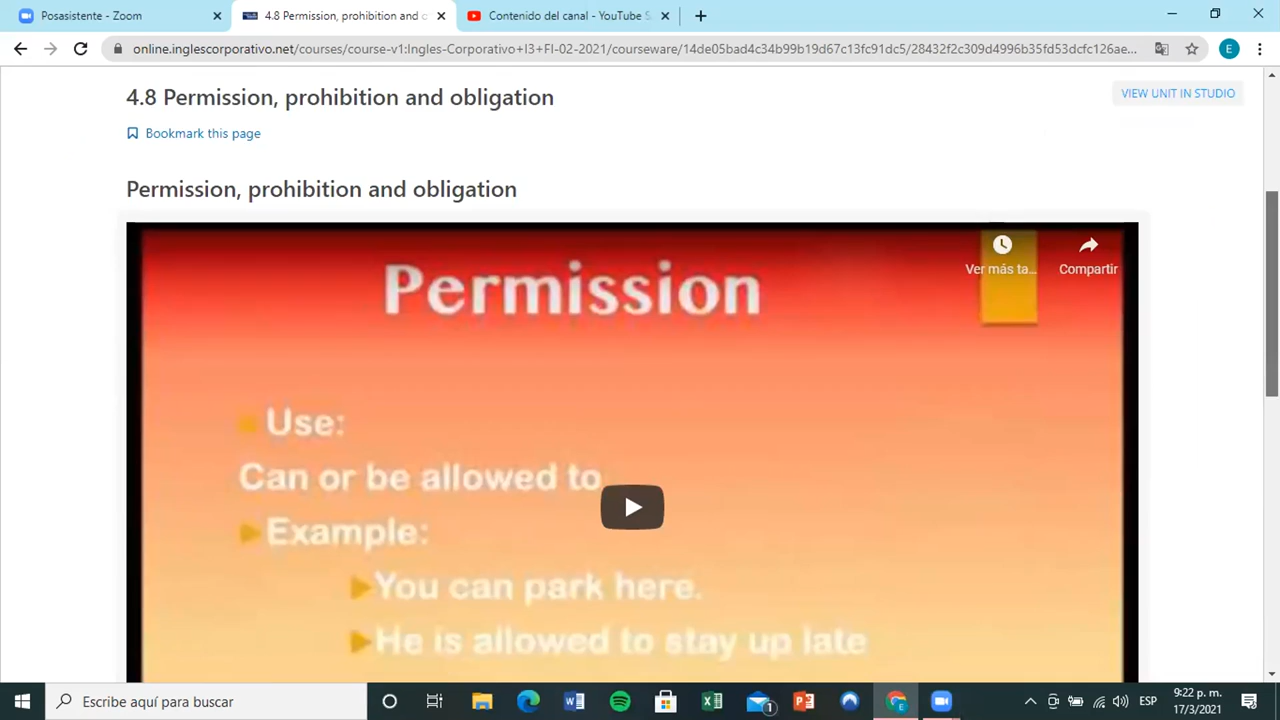 Posasistente - Zoom
4.8 Permission, prohibition and o
Contenido del canal - YouTube S
online.inglescorporativo.net/courses/course-v1:Ingles-Corporativo+I3+FI-02-2021/courseware/14de05bad4c34b99b19d67c13fc91dc5/28432f2c309d4996b35fd53dcfc126ae...
E
4.8 Permission, prohibition and obligation
VIEW UNIT IN STUDIO
Bookmark this page
Permission, prohibition and obligation
Permission
Ver más ta...
Compartir
Use:
Can or be allowed to
Example:
You can park here.
He is allowed to stay up late
Escribe aquí para buscar
1
ESP
9:22 p. m.
17/3/2021